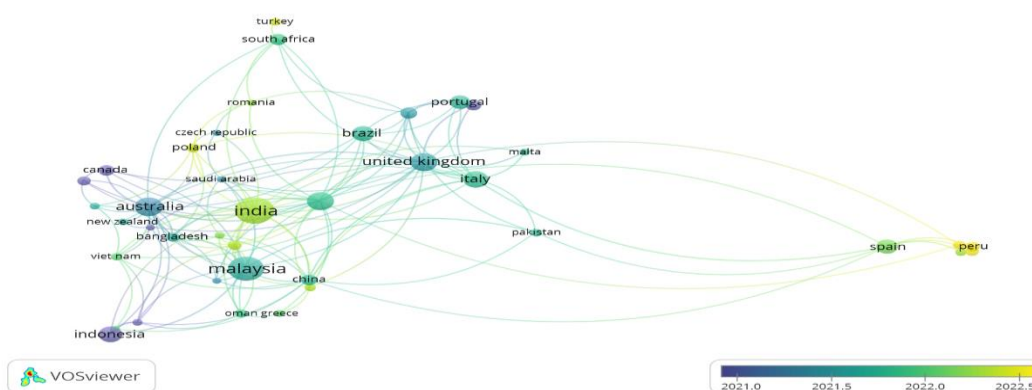 turkey
south africa
romania
portugal
czech republic
brazil
poland
malta
united kingdom
canada
saudi arabia
italy
australia
india
new zealand
bangladesh
pakistan
spain
peru
viet nam
malaysia
china
oman greece
indonesia
VOSviewer
2021.0 2021.5 2022.0 2022.5